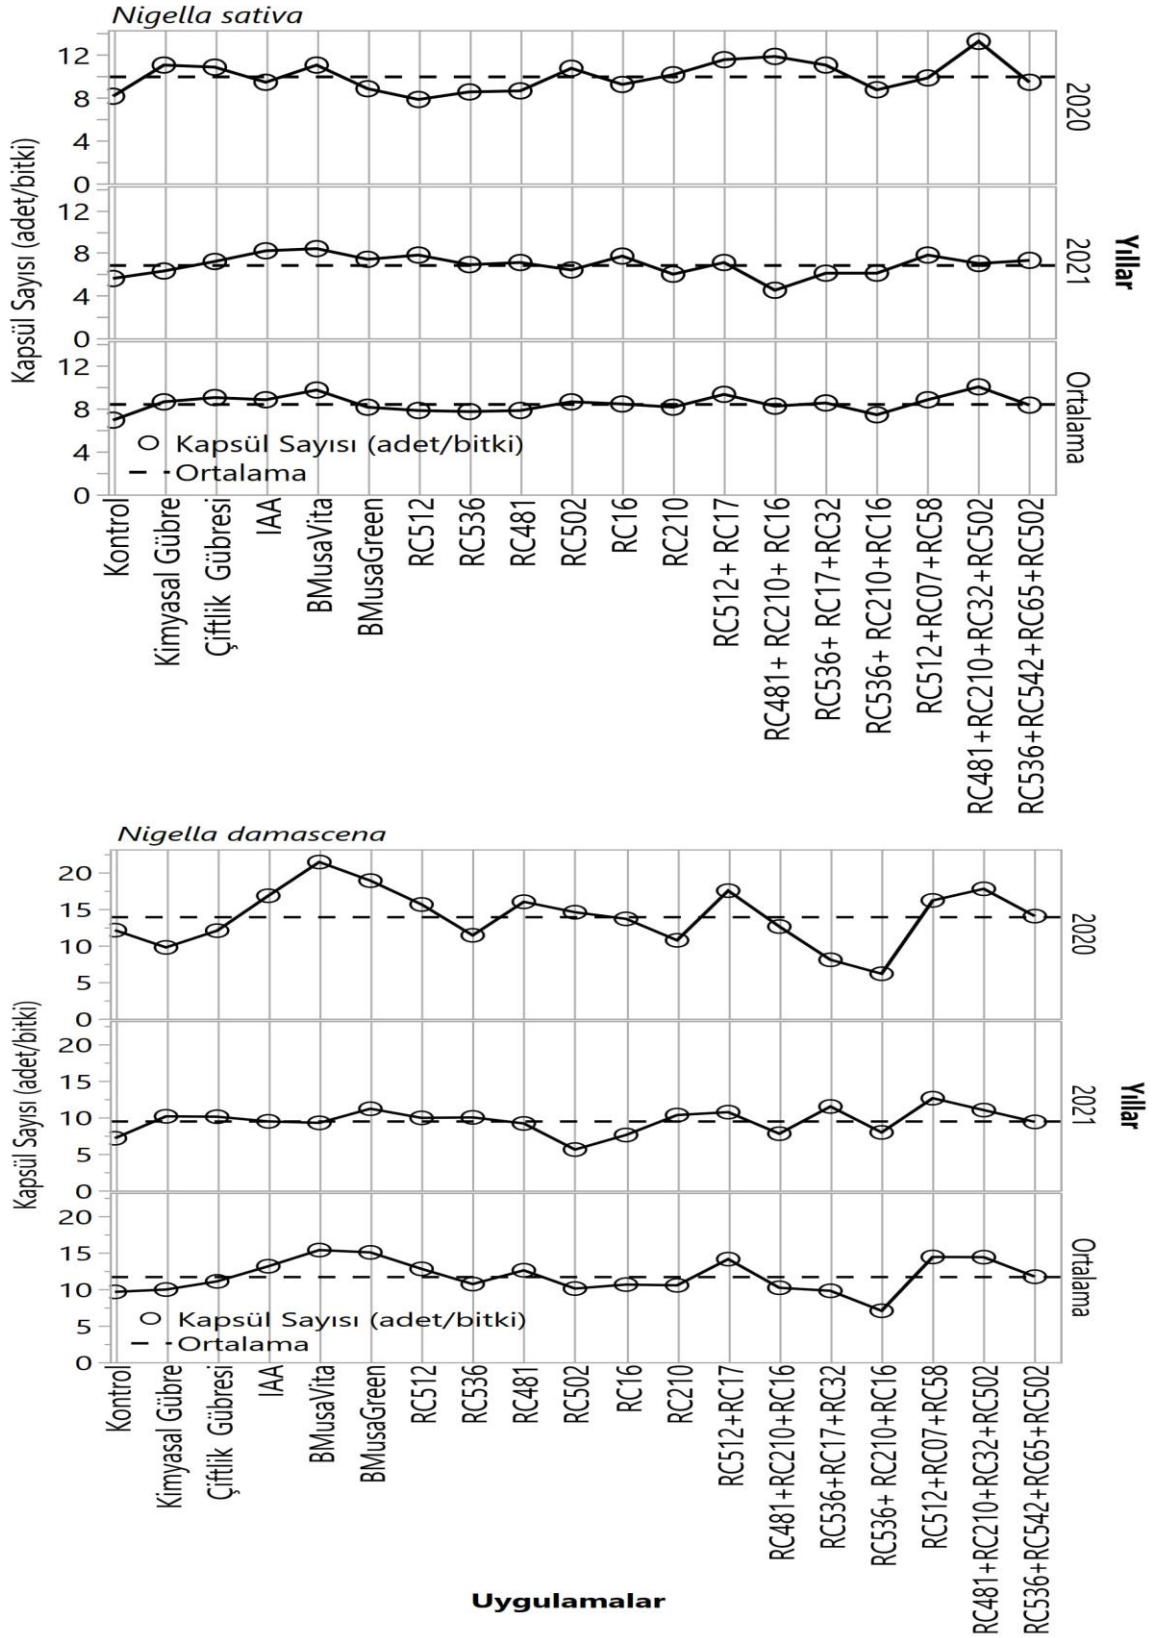 Nigella sativa
12
8
4
0
2020
12
8
4
0
2021
12
8
4
0
Ortalama
Kapsül Sayısı (adet/bitki)
Yıllar
Kapsül Sayısı (adet/bitki)
Ortalama
Kontrol
Kimyasal Gübre
Çiftlik Gübresi
IAA
BMusaVita
BMusaGreen
RC512
RC536
RC481
RC502
RC16
RC210
RC512+ RC17
RC481+ RC210+ RC16
RC536+ RC17+RC32
RC536+ RC210+RC16
RC512+RC07+RC58
RC481+RC210+RC32+RC502
RC536+RC542+RC65+RC502
Nigella damascena
20
15
10
5
0
2020
20
15
10
5
0
2021
20
15
10
5
0
Ortalama
Kapsül Sayısı (adet/bitki)
Yıllar
Kapsül Sayısı (adet/bitki)
Ortalama
Kontrol
Kimyasal Gübre
Çiftlik Gübresi
IAA
BMusaVita
BMusaGreen
RC512
RC536
RC481
RC502
RC16
RC210
RC512+RC17
RC481+RC210+RC16
RC536+RC17+RC32
RC536+ RC210+RC16
RC512+RC07+RC58
RC481+RC210+RC32+RC502
RC536+RC542+RC65+RC502
Uygulamalar